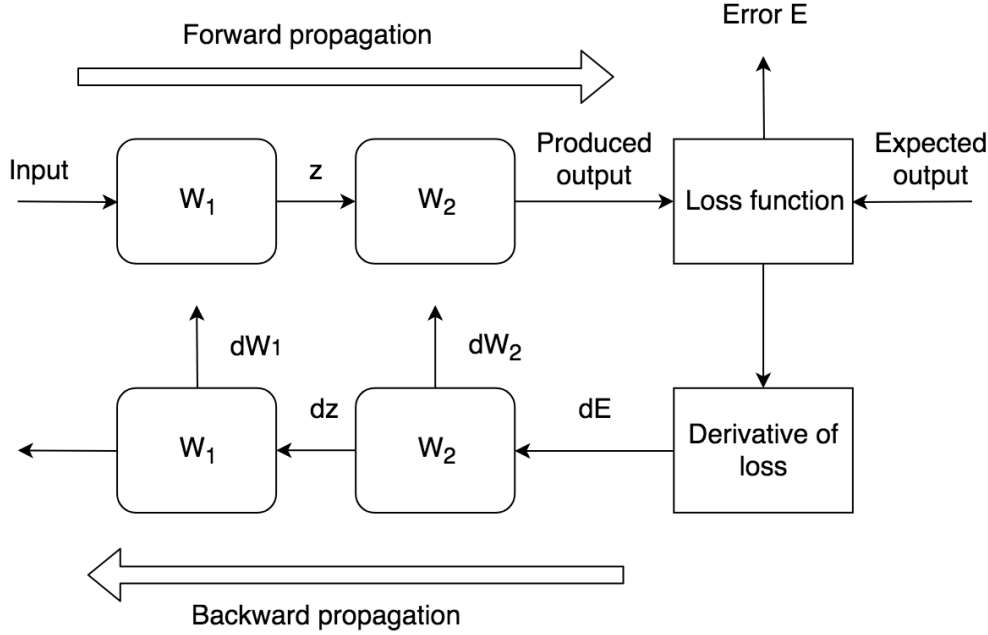 Error E
Forward propagation
Input
W₁
z
W₂
Produced
output
Loss function
Expected
output
dW1
dW₂
W₁
dz
W₂
dE
Derivative of
loss
Backward propagation